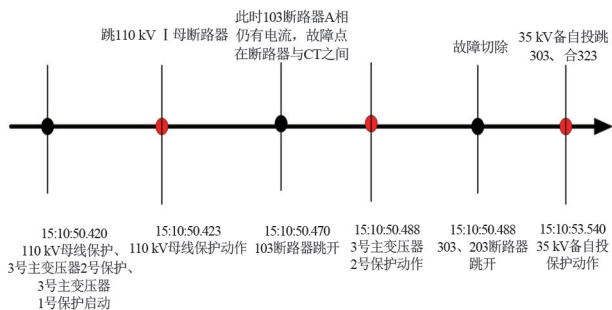 跳110 kV Ⅰ母断路器
此时103断路器A相
仍有电流，故障点
在断路器与CT之间
故障切除
35 kV备自投跳
303、合323
15:10:50.420
110 kV母线保护、
3号主变压器2号保护、
3号主变压器
1号保护启动
15:10:50.423
110 kV母线保护动作
15:10:50.470
103断路器跳开
15:10:50.488
3号主变压器
2号保护动作
15:10:50.488
303、203断路器
跳开
15:10:53.540
35 kV备自投
保护动作